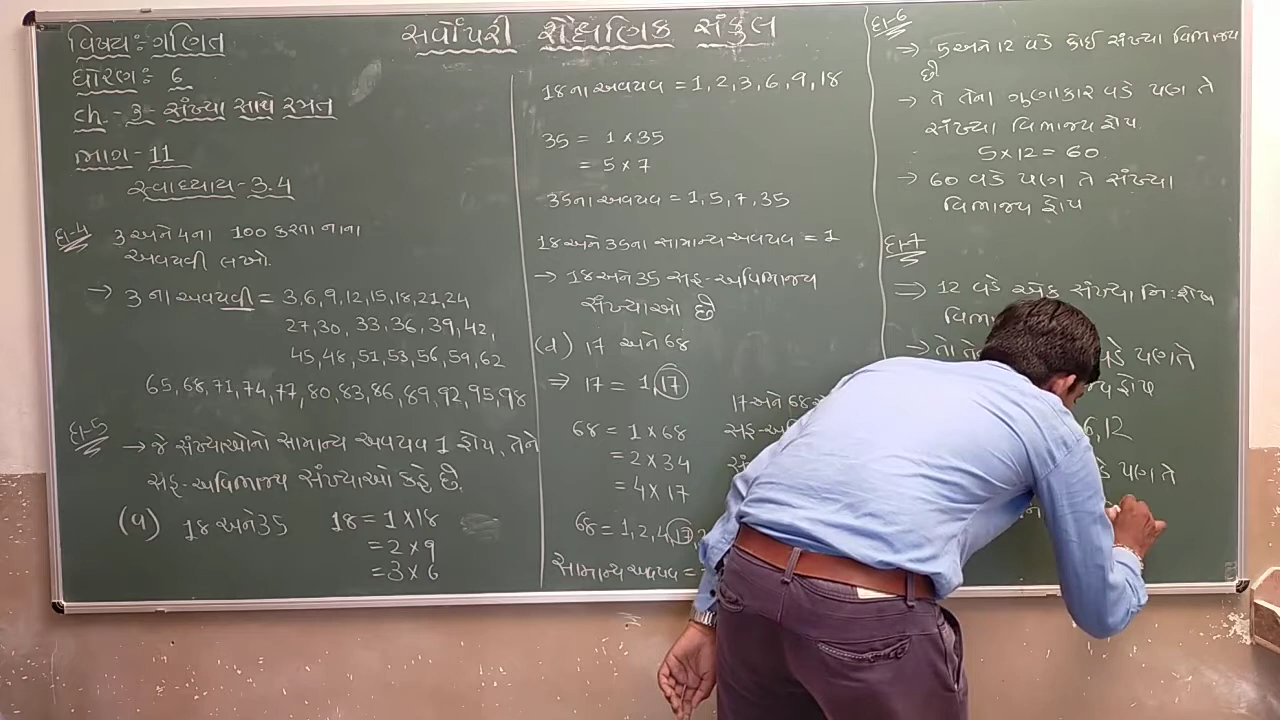 સર્વોપરી શૈક્ષણિક સંકુલ
વિષય: ગણિત
ધોરણ: 6
ch - 3 - સંખ્યા સાથે રમત
ભાગ - 11
સ્વાધ્યાય - 3.4
દા-4 3 અને 4 ના 100 કરતા નાના
અવયવી લખો.
→ 3 ના અવયવી = 3,6,9,12,15,18,21,24
27,30, 33,36, 39,42,
45,48,51,53,56,59,62
65,68,71,74,77,80,83,86,89,92,95,98
દા-5 → જે સંખ્યાઓનો સામાન્ય અવયવ 1 હોય, તેને
સહ-અવિભાજ્ય સંખ્યાઓ કહે છે.
(a) 18 અને 35 18 = 1×18
= 2×9
= 3×6
18 ના અવયવ = 1,2,3,6,9,18
35 = 1×35
= 5×7
35 ના અવયવ = 1,5,7,35
18 અને 35 ના સામાન્ય અવયવ = 1
→ 18 અને 35 સહ-અવિભાજ્ય
સંખ્યાઓ છે
(d) 17 અને 68
⇒ 17 = 1,17
68 = 1×68
= 2×34
= 4×17
68 = 1,2,4,17,
સામાન્ય અવયવ =
17 અને 68
દા-6
→ 5 અને 12 વડે કોઈ સંખ્યા વિભાજ્ય
છે
→ તે તેના ગુણાકાર વડે પણ તે
સંખ્યા વિભાજ્ય હોય.
5×12 = 60
→ 60 વડે પણ તે સંખ્યા
વિભાજ્ય હોય
દા-7
⇒ 12 વડે એક સંખ્યા નિ:શેષ
→ તો વડે પણ તે
હોય
6,12
પણ તે